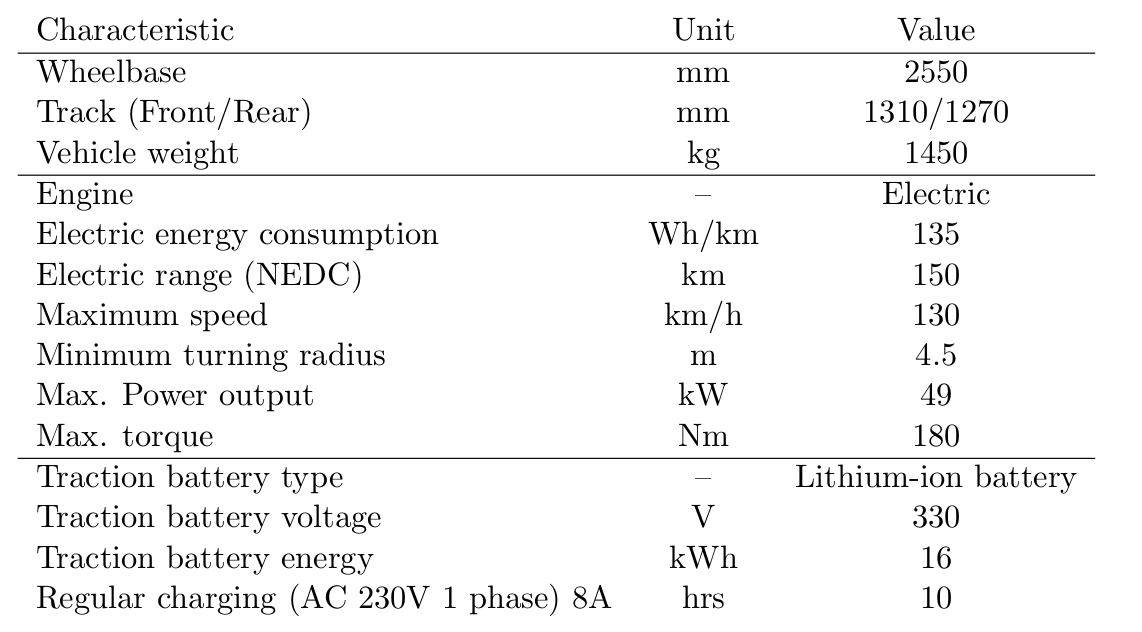 Characteristic Unit Value
Wheelbase mm 2550
Track (Front/Rear) mm 1310/1270
Vehicle weight kg 1450
Engine – Electric
Electric energy consumption Wh/km 135
Electric range (NEDC) km 150
Maximum speed km/h 130
Minimum turning radius m 4.5
Max. Power output kW 49
Max. torque Nm 180
Traction battery type – Lithium-ion battery
Traction battery voltage V 330
Traction battery energy kWh 16
Regular charging (AC 230V 1 phase) 8A hrs 10